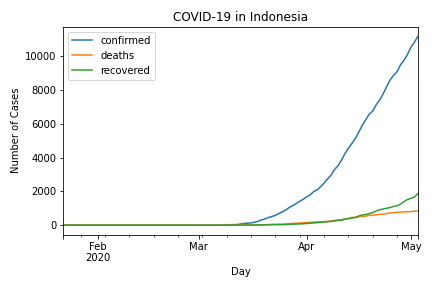 COVID-19 in Indonesia
confirmed
deaths
recovered
Number of Cases
10000
8000
6000
4000
2000
0
Feb
2020
Mar
Apr
May
Day